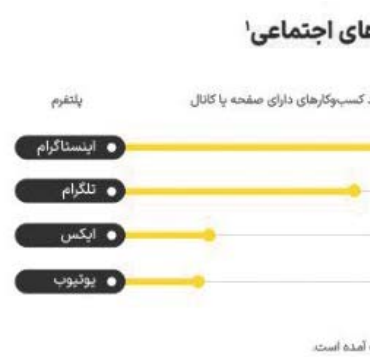 های اجتماعی¹
کسب‌وکارهای دارای صفحه یا کانال
پلتفرم
اینستاگرام
تلگرام
ایکس
یوتیوب
آمده است.